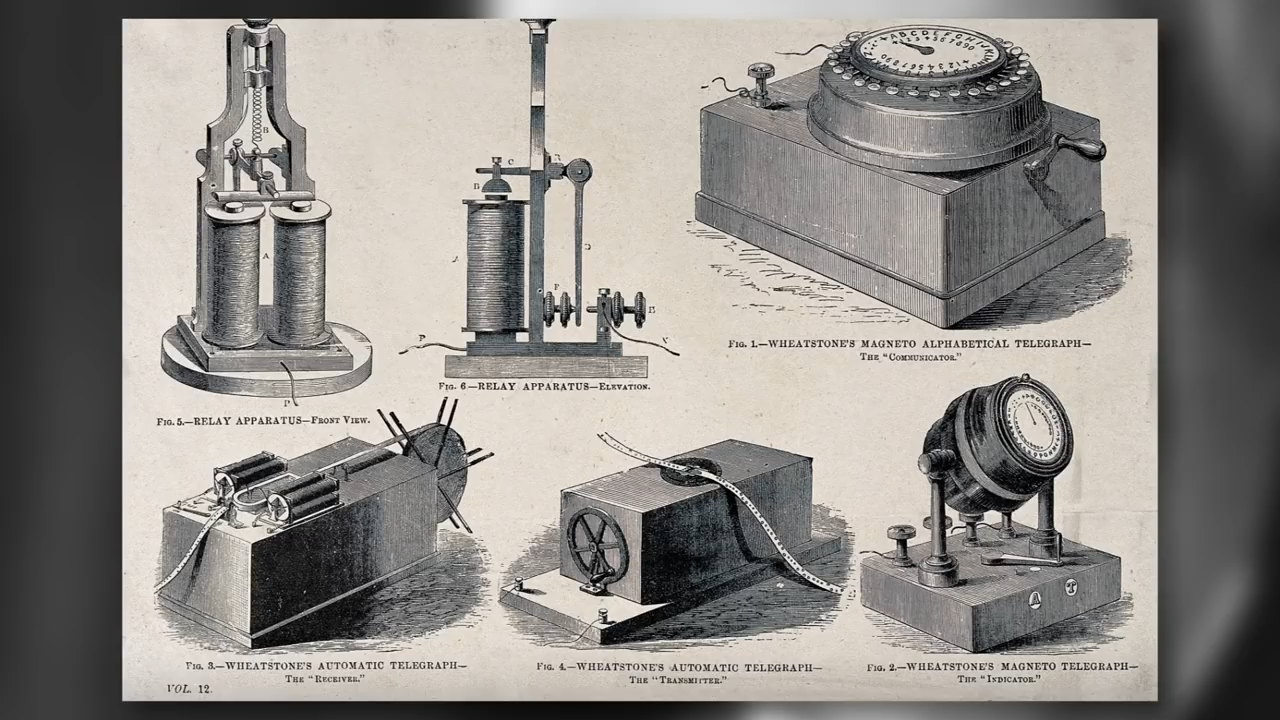 FIG. 1.—WHEATSTONE'S MAGNETO ALPHABETICAL TELEGRAPH—
THE "COMMUNICATOR."
FIG. 6—RELAY APPARATUS—ELEVATION.
FIG. 5.—RELAY APPARATUS—FRONT VIEW.
FIG. 3.—WHEATSTONE'S AUTOMATIC TELEGRAPH—
THE "RECEIVER."
FIG. 4.—WHEATSTONE'S AUTOMATIC TELEGRAPH—
THE "TRANSMITTER."
FIG. 2.—WHEATSTONE'S MAGNETO TELEGRAPH—
THE "INDICATOR."
VOL. 12.